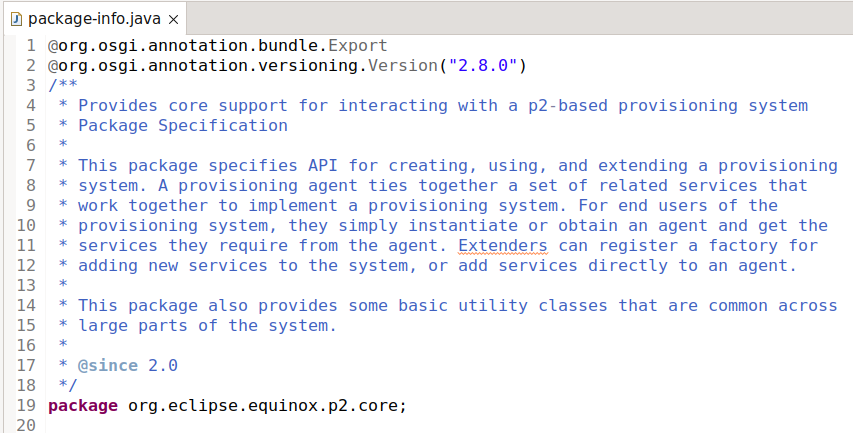 package-info.java ×
1 @org.osgi.annotation.bundle.Export
2 @org.osgi.annotation.versioning.Version("2.8.0")
3 /**
4  * Provides core support for interacting with a p2-based provisioning system
5  * Package Specification
6  *
7  * This package specifies API for creating, using, and extending a provisioning
8  * system. A provisioning agent ties together a set of related services that
9  * work together to implement a provisioning system. For end users of the
10  * provisioning system, they simply instantiate or obtain an agent and get the
11  * services they require from the agent. Extenders can register a factory for
12  * adding new services to the system, or add services directly to an agent.
13  *
14  * This package also provides some basic utility classes that are common across
15  * large parts of the system.
16  *
17  * @since 2.0
18  */
19 package org.eclipse.equinox.p2.core;
20